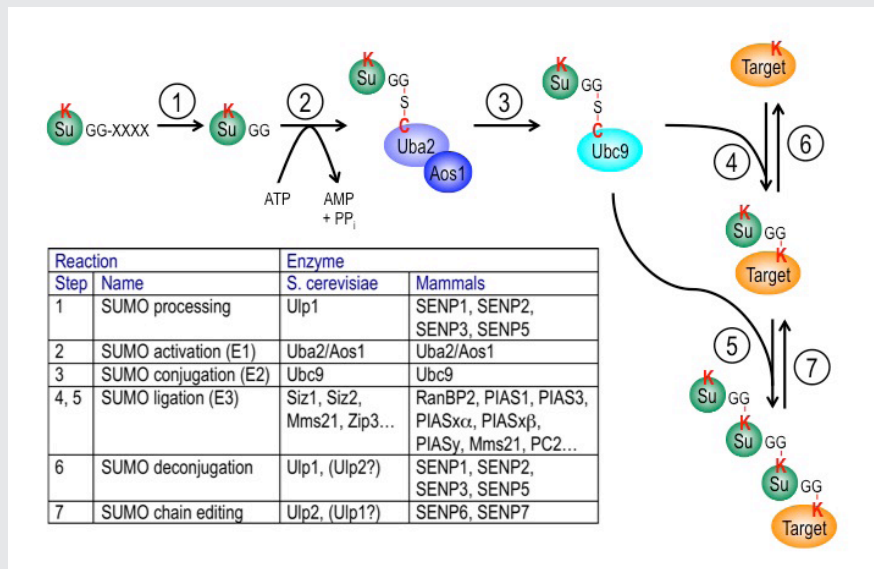 K
Su GG-XXXX
1
K
Su GG
2
ATP
AMP
+ PPi
K
Su GG
S
C
Uba2
Aos1
3
K
Su GG
S
C
Ubc9
K
Target
4
6
K
Su GG
K
Target
5
7
K
Su GG
K
Su GG
K
Su GG
K
Target
Reaction Enzyme
Step Name S. cerevisiae Mammals
1 SUMO processing Ulp1 SENP1, SENP2,
SENP3, SENP5
2 SUMO activation (E1) Uba2/Aos1 Uba2/Aos1
3 SUMO conjugation (E2) Ubc9 Ubc9
4, 5 SUMO ligation (E3) Siz1, Siz2, RanBP2, PIAS1, PIAS3,
Mms21, Zip3... PIASxα, PIASxβ,
PIASy, Mms21, PC2...
6 SUMO deconjugation Ulp1, (Ulp2?) SENP1, SENP2,
SENP3, SENP5
7 SUMO chain editing Ulp2, (Ulp1?) SENP6, SENP7